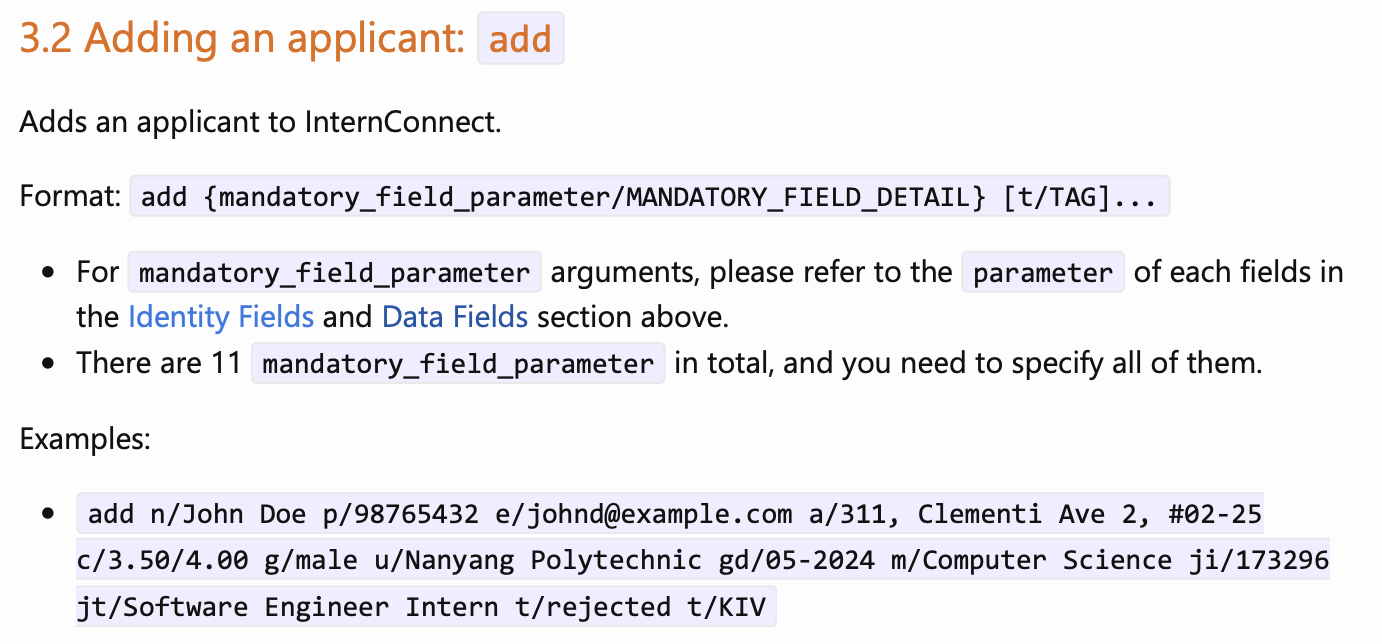 3.2 Adding an applicant: add
Adds an applicant to InternConnect.
Format: add {mandatory_field_parameter/MANDATORY_FIELD_DETAIL} [t/TAG]...
• For mandatory_field_parameter arguments, please refer to the parameter of each fields in
the Identity Fields and Data Fields section above.
• There are 11 mandatory_field_parameter in total, and you need to specify all of them.
Examples:
• add n/John Doe p/98765432 e/johnd@example.com a/311, Clementi Ave 2, #02-25
c/3.50/4.00 g/male u/Nanyang Polytechnic gd/05-2024 m/Computer Science ji/173296
jt/Software Engineer Intern t/rejected t/KIV